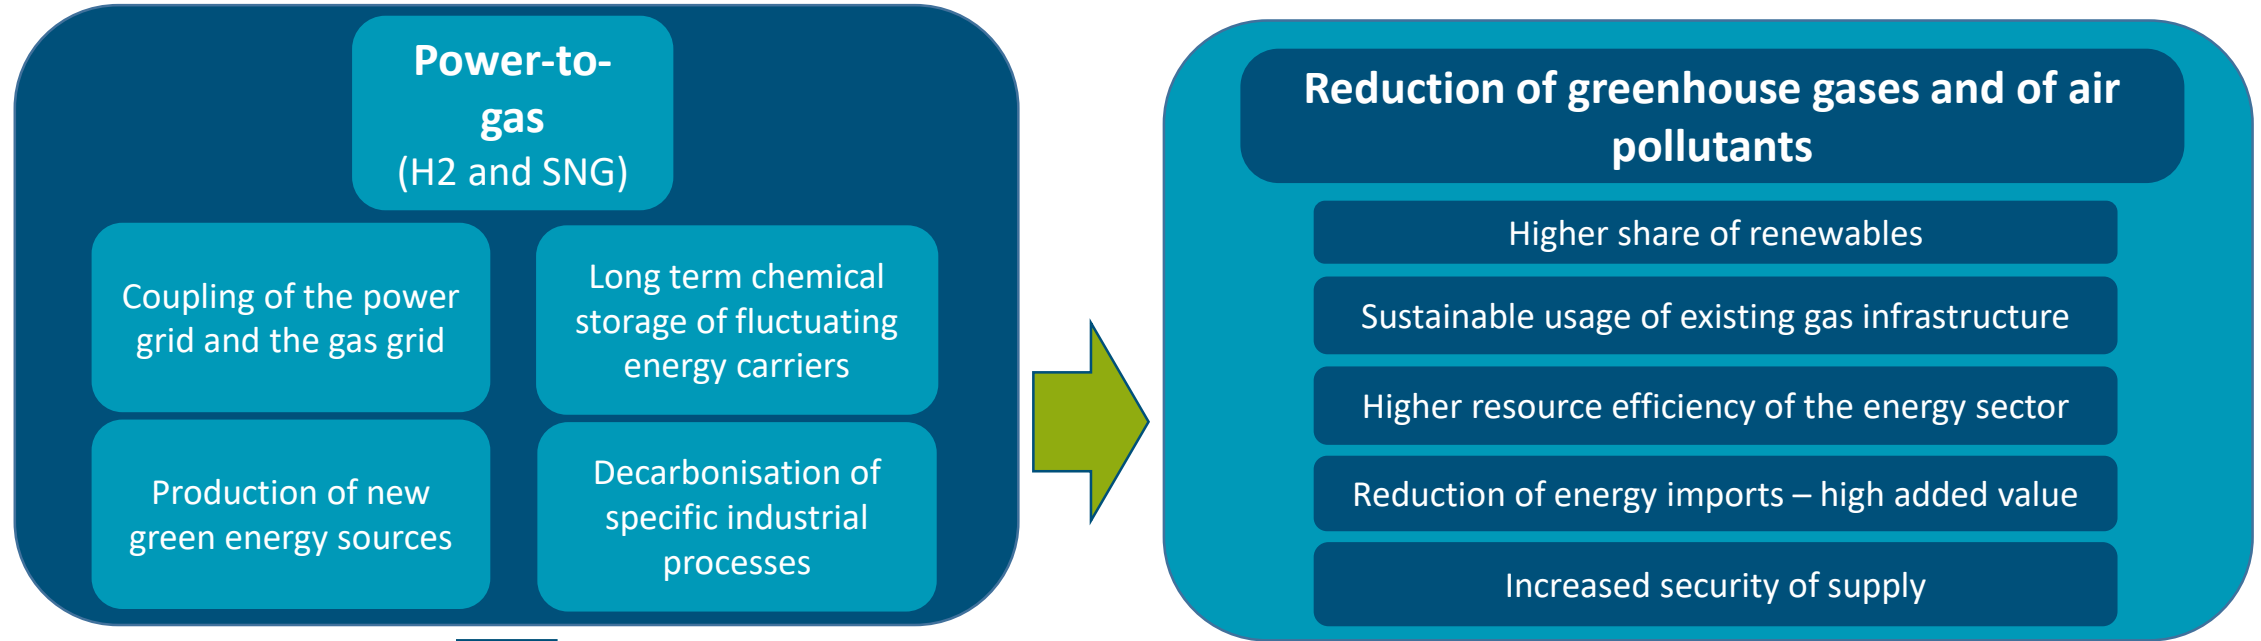 Power-to-
gas
(H2 and SNG)
Coupling of the power
grid and the gas grid
Long term chemical
storage of fluctuating
energy carriers
Production of new
green energy sources
Decarbonisation of
specific industrial
processes
Reduction of greenhouse gases and of air
pollutants
Higher share of renewables
Sustainable usage of existing gas infrastructure
Higher resource efficiency of the energy sector
Reduction of energy imports – high added value
Increased security of supply